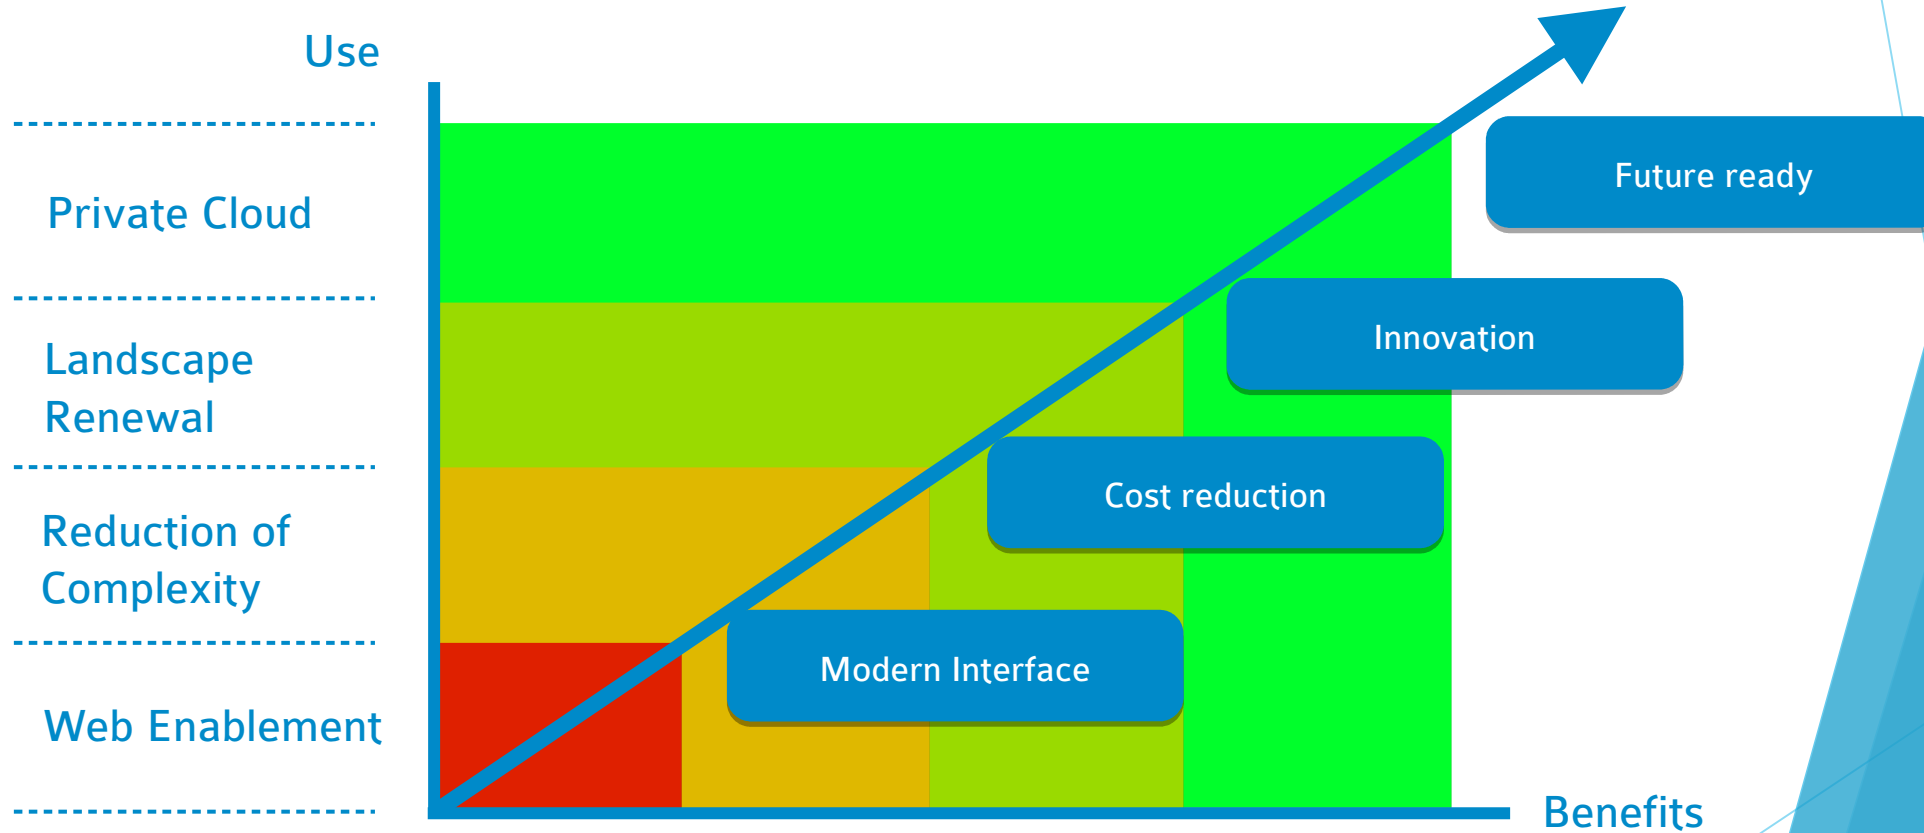 Use
Private Cloud
Future ready
Landscape
Renewal
Innovation
Reduction of
Complexity
Cost reduction
Web Enablement
Modern Interface
Benefits